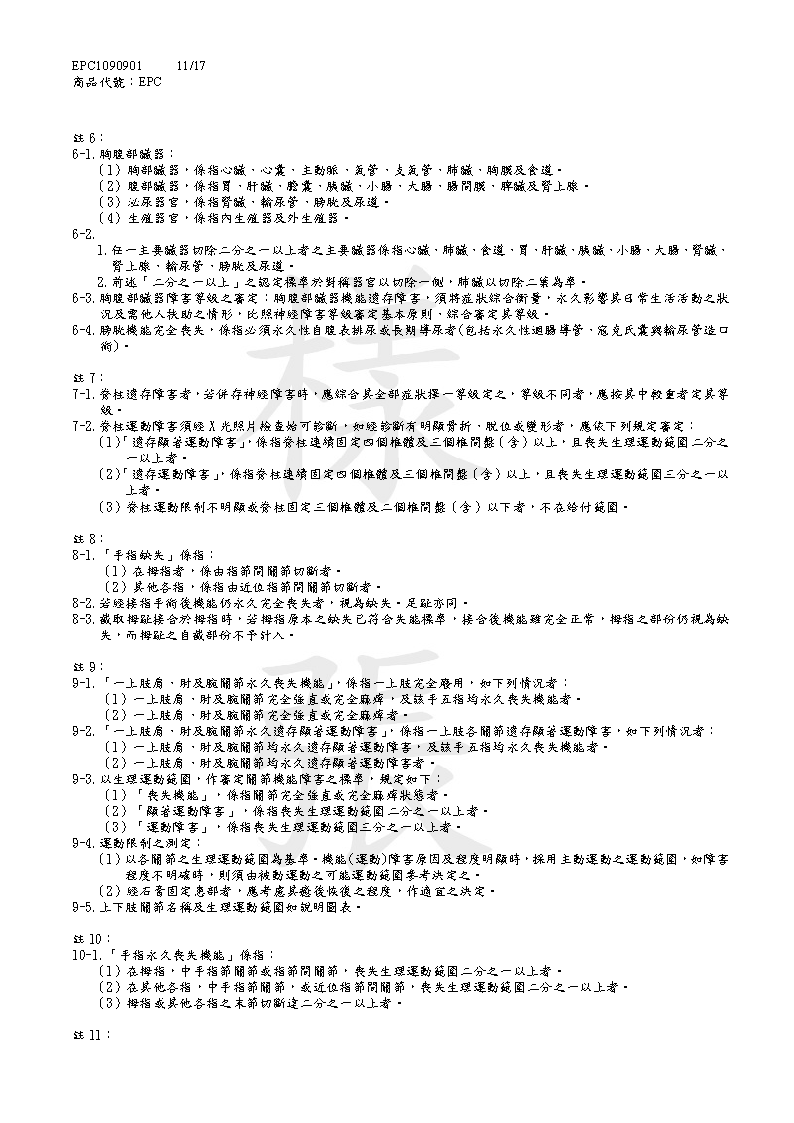 EPC1090901 11/17
商品代號：EPC
註 6：
6-1. 胸腹部臟器：
(1) 胸部臟器，係指心臟、心囊、主動脈、氣管、支氣管、肺臟、胸膜及食道。
(2) 腹部臟器，係指胃、肝臟、膽囊、胰臟、小腸、大腸、腸間膜、脾臟及腎上腺。
(3) 泌尿器官，係指腎臟、輸尿管、膀胱及尿道。
(4) 生殖器官，係指內生殖器及外生殖器。
6-2.
1. 任一主要臟器切除二分之一以上者之主要臟器係指心臟、肺臟、食道、胃、肝臟、胰臟、小腸、大腸、腎臟、
腎上腺、輸尿管、膀胱及尿道。
2. 前述「二分之一以上」之認定標準於對稱器官以切除一側，肺臟以切除二葉為準。
6-3. 胸腹部臟器障害等級之審定：胸腹部臟器機能遺存障害，須將症狀綜合衡量，永久影響其日常生活活動之狀
況及需他人扶助之情形，比照神經障害等級審定基本原則、綜合審定其等級。
6-4. 膀胱機能完全喪失，係指必須永久性自腹表排尿或長期導尿者(包括永久性迴腸導管、寇克氏囊與輸尿管造口
術)。
註 7：
7-1. 脊柱遺存障害者，若併存神經障害時，應綜合其全部症狀擇一等級定之，等級不同者，應按其中較重者定其等
級。
7-2. 脊柱運動障害須經 X 光照片檢查始可診斷，如經診斷有明顯骨折、脫位或變形者，應依下列規定審定：
(1)「遺存顯著運動障害」，係指脊柱連續固定四個椎體及三個椎間盤（含）以上，且喪失生理運動範圍二分之
一以上者。
(2)「遺存運動障害」，係指脊柱連續固定四個椎體及三個椎間盤（含）以上，且喪失生理運動範圍三分之一以
上者。
(3) 脊柱運動限制不明顯或脊柱固定三個椎體及二個椎間盤（含）以下者，不在給付範圍。
註 8：
8-1. 「手指缺失」係指：
(1) 在拇指者，係由指節間關節切斷者。
(2) 其他各指，係指由近位指節間關節切斷者。
8-2. 若經接指手術後機能仍永久完全喪失者，視為缺失。足趾亦同。
8-3. 截取拇趾接合於拇指時，若拇指原本之缺失已符合失能標準，接合後機能雖完全正常，拇指之部份仍視為缺
失，而拇趾之自截部份不予計入。
註 9：
9-1. 「一上肢肩、肘及腕關節永久喪失機能」，係指一上肢完全廢用，如下列情況者：
(1) 一上肢肩、肘及腕關節完全強直或完全麻痺，及該手五指均永久喪失機能者。
(2) 一上肢肩、肘及腕關節完全強直或完全麻痺者。
9-2. 「一上肢肩、肘及腕關節永久遺存顯著運動障害」，係指一上肢各關節遺存顯著運動障害，如下列情況者：
(1) 一上肢肩、肘及腕關節均永久遺存顯著運動障害，及該手五指均永久喪失機能者。
(2) 一上肢肩、肘及腕關節均永久遺存顯著運動障害者。
9-3. 以生理運動範圍，作審定關節機能障害之標準，規定如下：
(1) 「喪失機能」，係指關節完全強直或完全麻痺狀態者。
(2) 「顯著運動障害」，係指喪失生理運動範圍二分之一以上者。
(3) 「運動障害」，係指喪失生理運動範圍三分之一以上者。
9-4. 運動限制之測定：
(1) 以各關節之生理運動範圍為基準。機能(運動)障害原因及程度明顯時，採用主動運動之運動範圍，如障害
程度不明確時，則須由被動運動之可能運動範圍參考決定之。
(2) 經石膏固定患部者，應考慮其癒後恢復之程度，作適宜之決定。
9-5. 上下肢關節名稱及生理運動範圍如說明圖表。
註 10：
10-1. 「手指永久喪失機能」係指：
(1) 在拇指，中手指節關節或指節間關節，喪失生理運動範圍二分之一以上者。
(2) 在其他各指，中手指節關節，或近位指節間關節，喪失生理運動範圍二分之一以上者。
(3) 拇指或其他各指之末節切斷達二分之一以上者。
註 11：
樣張